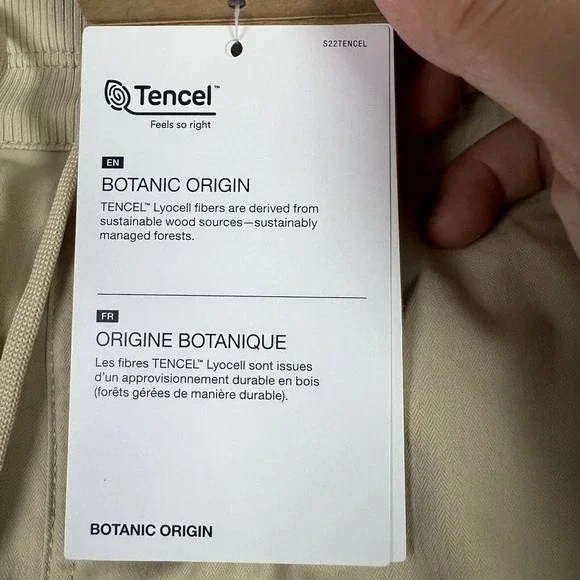 S22TENCEL
Tencel™
Feels so right
EN
BOTANIC ORIGIN
TENCEL™ Lyocell fibers are derived from
sustainable wood sources—sustainably
managed forests.
FR
ORIGINE BOTANIQUE
Les fibres TENCEL™ Lyocell sont issues
d'un approvisionnement durable en bois
(forêts gérées de manière durable).
BOTANIC ORIGIN